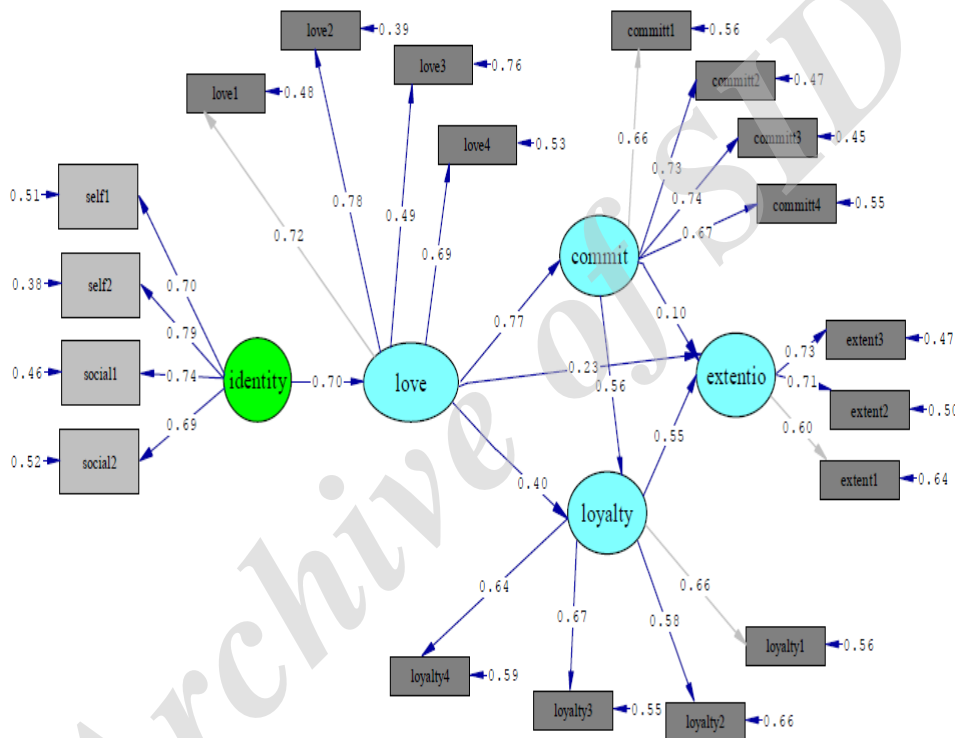 love2
0.39
committ1
0.56
love3
0.76
committ2
0.47
love1
0.48
love4
0.53
committ3
0.45
committ4
0.55
0.51
self1
0.66
0.73
0.74
0.67
0.78
0.49
0.72
0.69
commit
0.38
self2
0.70
0.79
0.77
0.10
0.46
social1
0.74
identity
0.70
love
0.23
0.56
extentio
0.73
extent3
0.47
0.71
extent2
0.50
0.69
0.60
0.52
social2
0.40
0.55
extent1
0.64
loyalty
0.64
0.67
0.58
0.66
loyalty1
0.56
loyalty4
0.59
loyalty3
0.55
loyalty2
0.66
Archive of SID